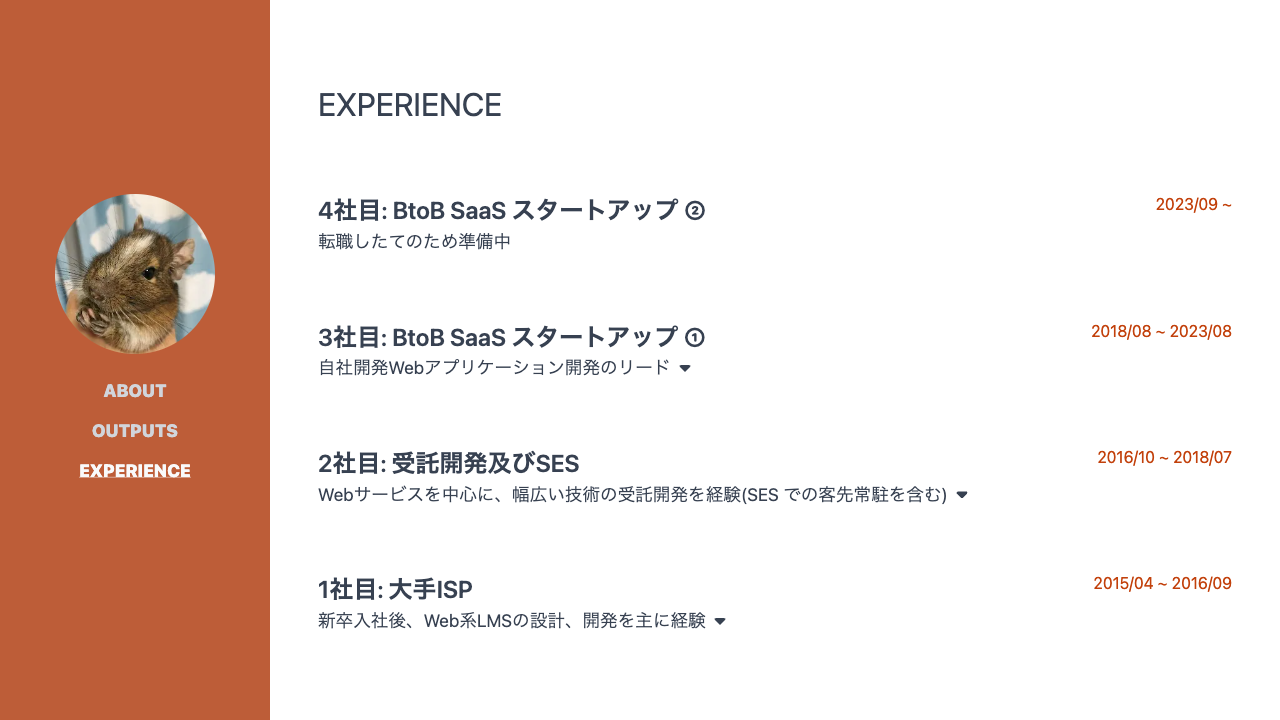 ABOUT
OUTPUTS
EXPERIENCE
EXPERIENCE
4社目: BtoB SaaS スタートアップ ②
2023/09 ~
転職したてのため準備中
3社目: BtoB SaaS スタートアップ ①
2018/08 ~ 2023/08
自社開発Webアプリケーション開発のリード
2社目: 受託開発及びSES
2016/10 ~ 2018/07
Webサービスを中心に、幅広い技術の受託開発を経験(SES での客先常駐を含む)
1社目: 大手ISP
2015/04 ~ 2016/09
新卒入社後、Web系LMSの設計、開発を主に経験